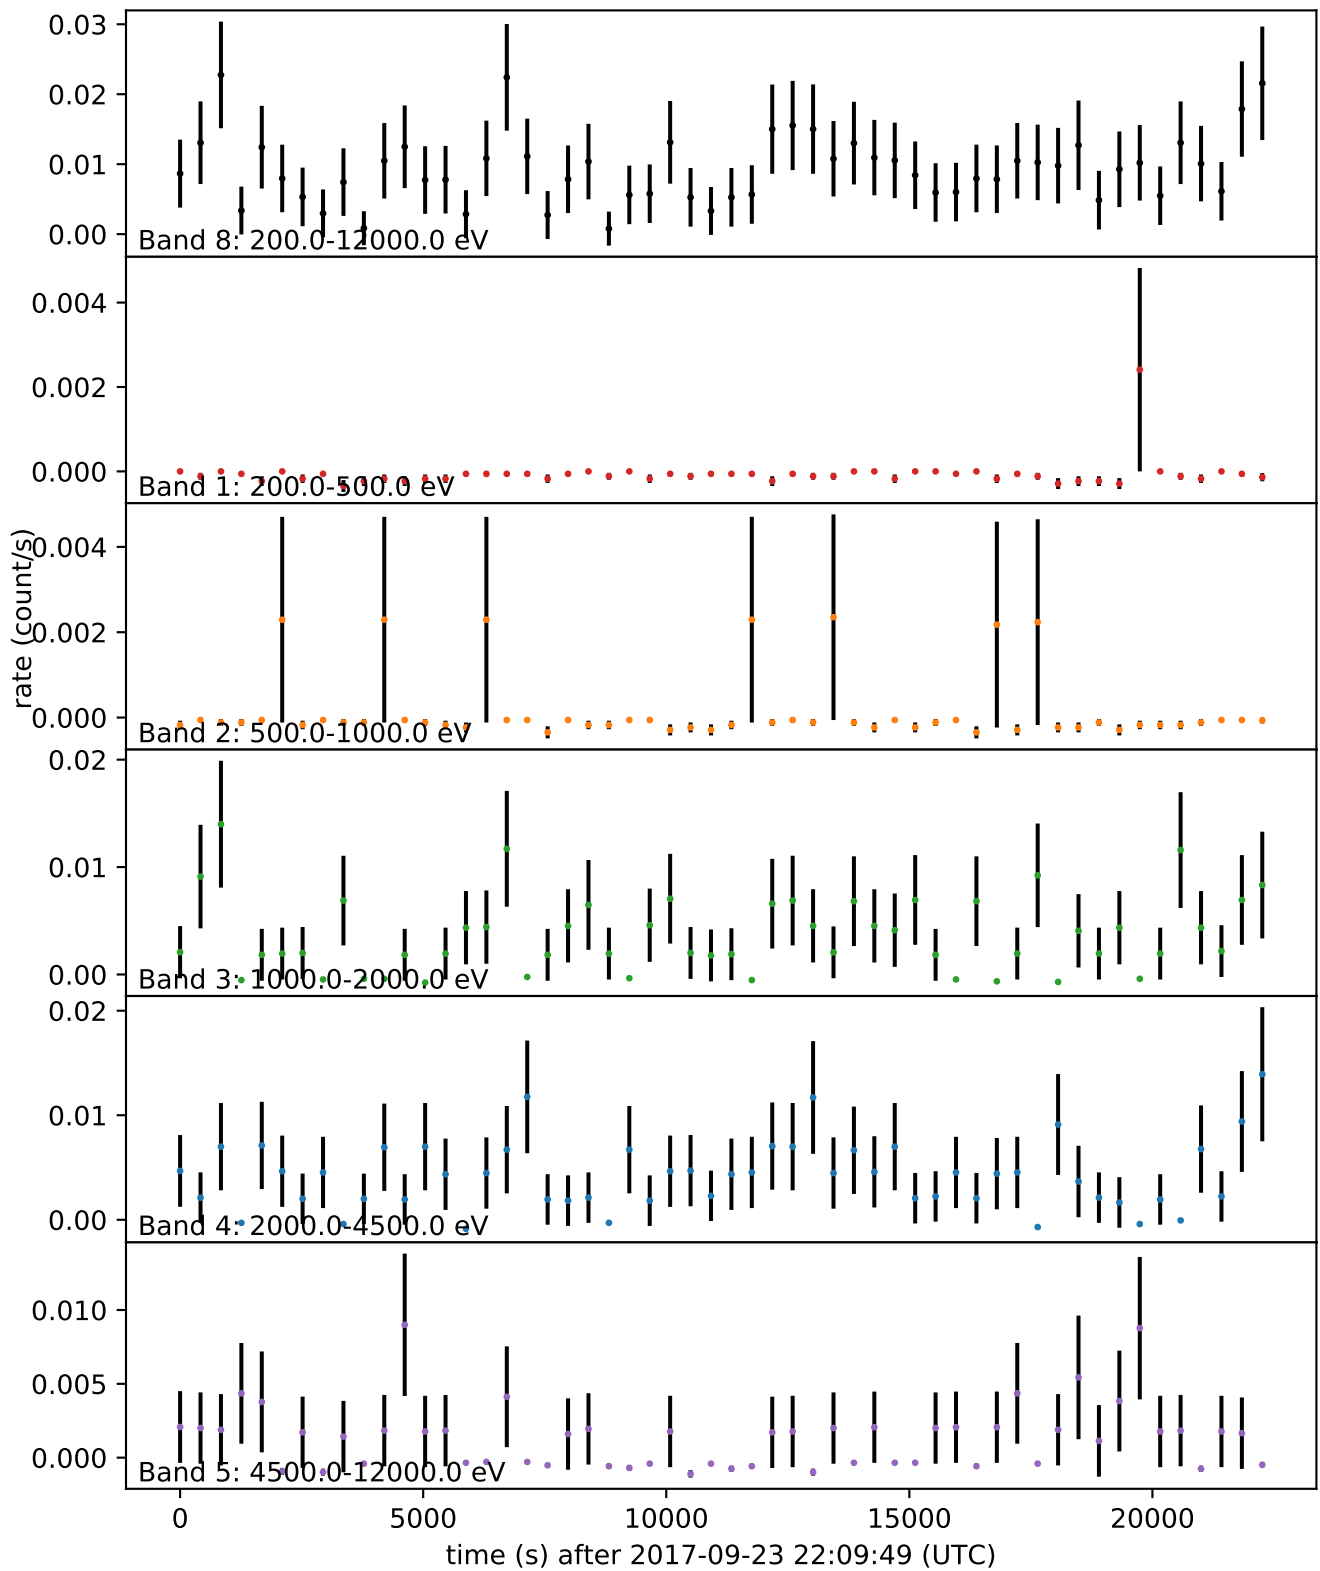 0.03
0.02
0.01
0.00
Band 8: 200.0-12000.0 eV
0.004
0.002
0.000
Band 1: 200.0-500.0 eV
rate (count/s)
0.004
0.002
0.000
Band 2: 500.0-1000.0 eV
0.02
0.01
0.00
Band 3: 1000.0-2000.0 eV
0.02
0.01
0.00
Band 4: 2000.0-4500.0 eV
0.010
0.005
0.000
Band 5: 4500.0-12000.0 eV
0 5000 10000 15000 20000
time (s) after 2017-09-23 22:09:49 (UTC)